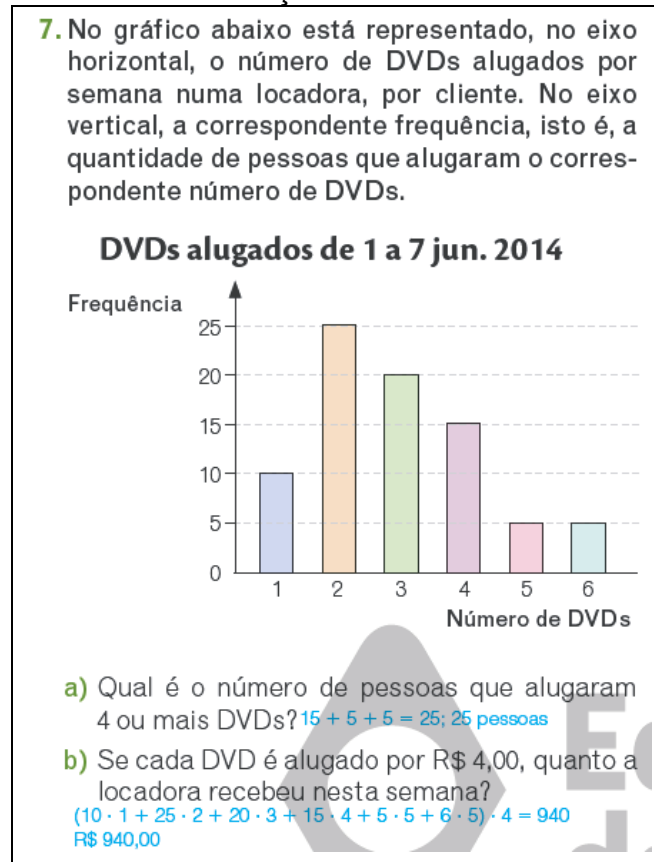 7. No gráfico abaixo está representado, no eixo
horizontal, o número de DVDs alugados por
semana numa locadora, por cliente. No eixo
vertical, a correspondente frequência, isto é, a
quantidade de pessoas que alugaram o corres-
pondente número de DVDs.
DVDs alugados de 1 a 7 jun. 2014
Frequência
25
20
15
10
5
0
1 2 3 4 5 6
Número de DVDs
a) Qual é o número de pessoas que alugaram
4 ou mais DVDs? 15 + 5 + 5 = 25; 25 pessoas
b) Se cada DVD é alugado por R$ 4,00, quanto a
locadora recebeu nesta semana?
(10 · 1 + 25 · 2 + 20 · 3 + 15 · 4 + 5 · 5 + 6 · 5) · 4 = 940
R$ 940,00